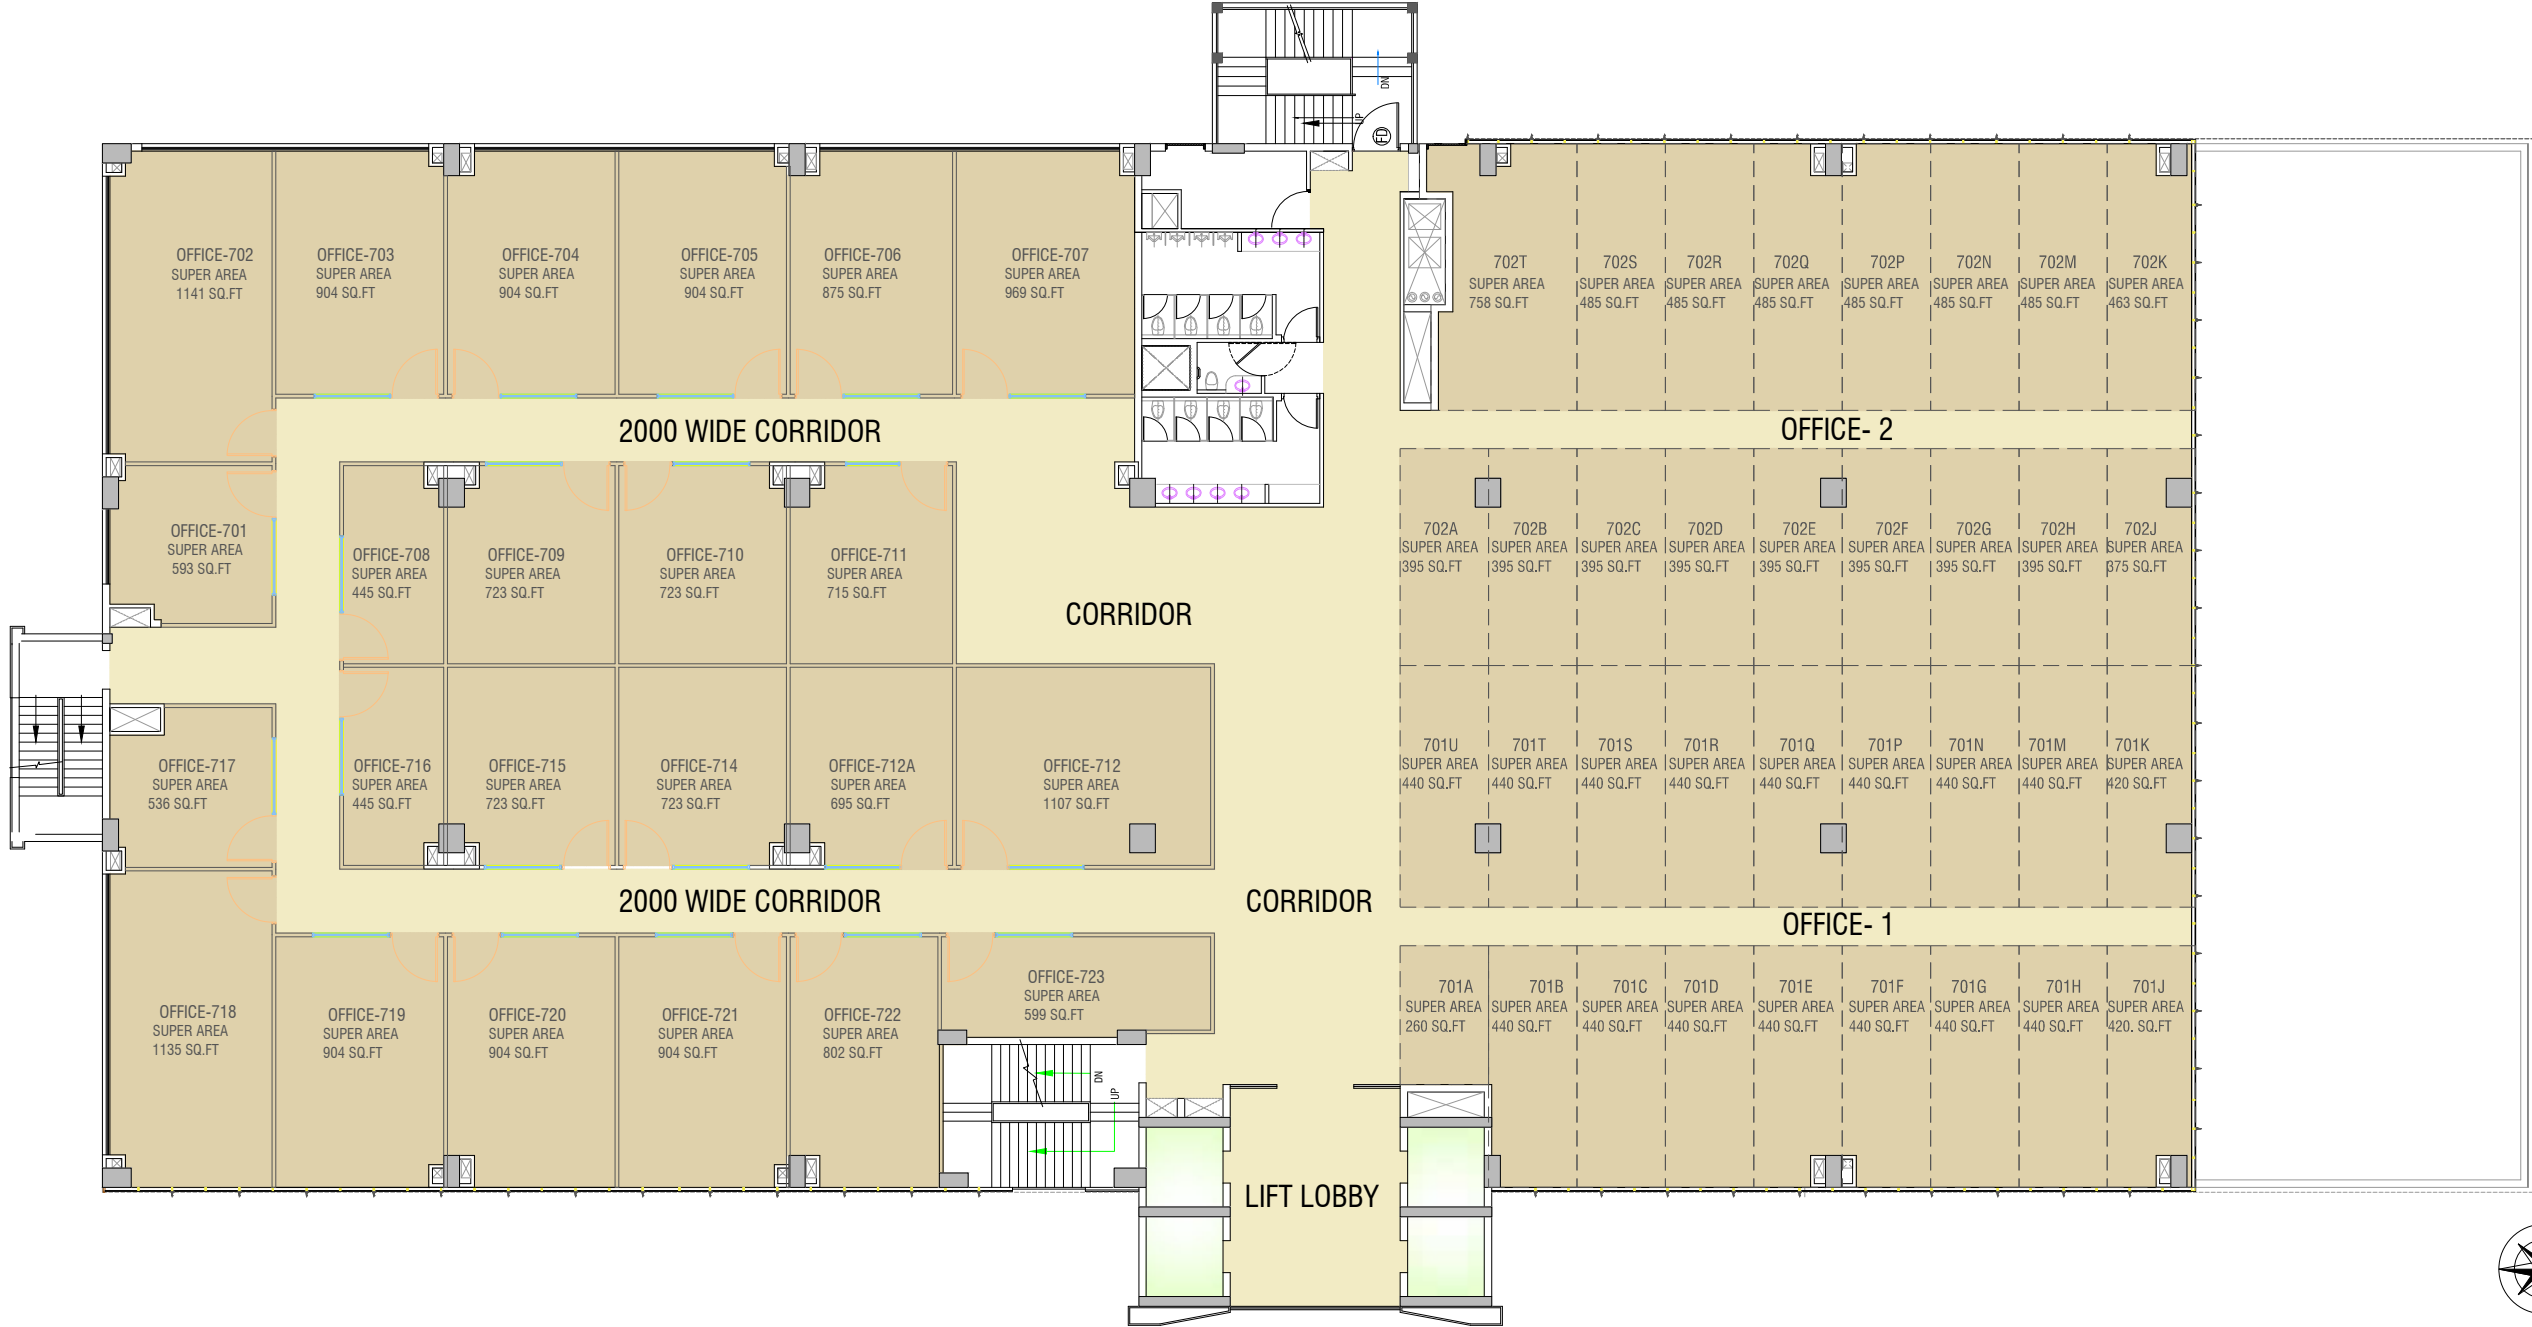 DN
UP
FD
OFFICE-702
SUPER AREA
1141 SQ.FT
OFFICE-703
SUPER AREA
904 SQ.FT
OFFICE-704
SUPER AREA
904 SQ.FT
OFFICE-705
SUPER AREA
904 SQ.FT
OFFICE-706
SUPER AREA
875 SQ.FT
OFFICE-707
SUPER AREA
969 SQ.FT
702T
SUPER AREA
758 SQ.FT
702S
SUPER AREA
485 SQ.FT
702R
SUPER AREA
485 SQ.FT
702Q
SUPER AREA
485 SQ.FT
702P
SUPER AREA
485 SQ.FT
702N
SUPER AREA
485 SQ.FT
702M
SUPER AREA
485 SQ.FT
702K
SUPER AREA
463 SQ.FT
2000 WIDE CORRIDOR
OFFICE- 2
OFFICE-701
SUPER AREA
593 SQ.FT
OFFICE-708
SUPER AREA
445 SQ.FT
OFFICE-709
SUPER AREA
723 SQ.FT
OFFICE-710
SUPER AREA
723 SQ.FT
OFFICE-711
SUPER AREA
715 SQ.FT
702A
SUPER AREA
395 SQ.FT
702B
SUPER AREA
395 SQ.FT
702C
SUPER AREA
395 SQ.FT
702D
SUPER AREA
395 SQ.FT
702E
SUPER AREA
395 SQ.FT
702F
SUPER AREA
395 SQ.FT
702G
SUPER AREA
395 SQ.FT
702H
SUPER AREA
395 SQ.FT
702J
SUPER AREA
375 SQ.FT
CORRIDOR
OFFICE-717
SUPER AREA
536 SQ.FT
OFFICE-716
SUPER AREA
445 SQ.FT
OFFICE-715
SUPER AREA
723 SQ.FT
OFFICE-714
SUPER AREA
723 SQ.FT
OFFICE-712A
SUPER AREA
695 SQ.FT
OFFICE-712
SUPER AREA
1107 SQ.FT
701U
SUPER AREA
440 SQ.FT
701T
SUPER AREA
440 SQ.FT
701S
SUPER AREA
440 SQ.FT
701R
SUPER AREA
440 SQ.FT
701Q
SUPER AREA
440 SQ.FT
701P
SUPER AREA
440 SQ.FT
701N
SUPER AREA
440 SQ.FT
701M
SUPER AREA
440 SQ.FT
701K
SUPER AREA
420 SQ.FT
2000 WIDE CORRIDOR
CORRIDOR
OFFICE- 1
OFFICE-718
SUPER AREA
1135 SQ.FT
OFFICE-719
SUPER AREA
904 SQ.FT
OFFICE-720
SUPER AREA
904 SQ.FT
OFFICE-721
SUPER AREA
904 SQ.FT
OFFICE-722
SUPER AREA
802 SQ.FT
OFFICE-723
SUPER AREA
599 SQ.FT
701A
SUPER AREA
260 SQ.FT
701B
SUPER AREA
440 SQ.FT
701C
SUPER AREA
440 SQ.FT
701D
SUPER AREA
440 SQ.FT
701E
SUPER AREA
440 SQ.FT
701F
SUPER AREA
440 SQ.FT
701G
SUPER AREA
440 SQ.FT
701H
SUPER AREA
440 SQ.FT
701J
SUPER AREA
420. SQ.FT
DN
UP
LIFT LOBBY